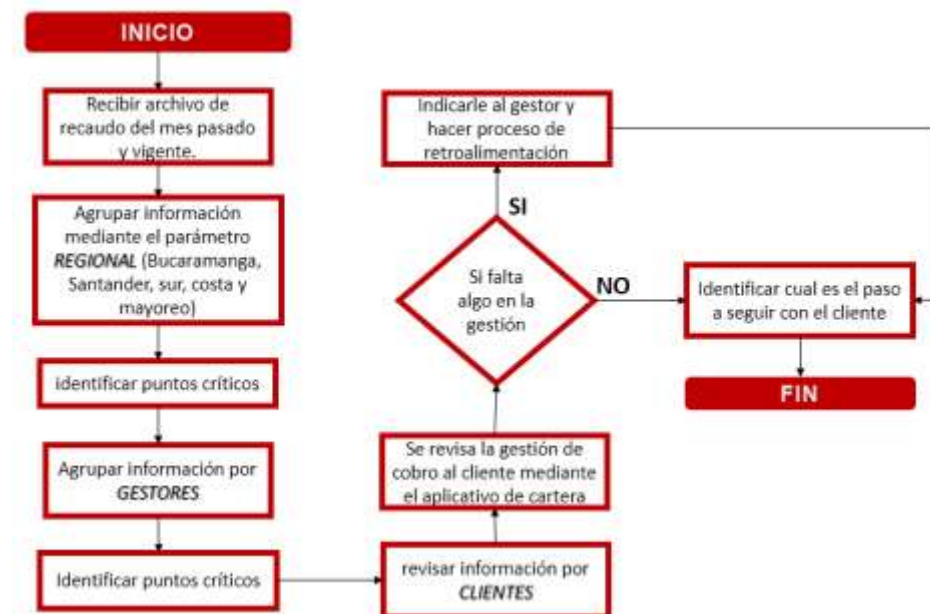 INICIO
Recibir archivo de
recaudo del mes pasado
y vigente.
Agrupar información
mediante el parámetro
REGIONAL (Bucaramanga,
Santander, sur, costa y
mayoreo)
identificar puntos críticos
Agrupar información por
GESTORES
Identificar puntos críticos
revisar información por
CLIENTES
Se revisa la gestión de
cobro al cliente mediante
el aplicativo de cartera
Si falta
algo en la
gestión
SI
Indicarle al gestor y
hacer proceso de
retroalimentación
NO
Identificar cual es el paso
a seguir con el cliente
FIN